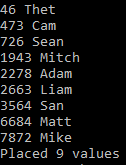 46 Thet
473 Cam
726 Sean
1943 Mitch
2278 Adam
2663 Liam
3564 San
6684 Matt
7872 Mike
Placed 9 values